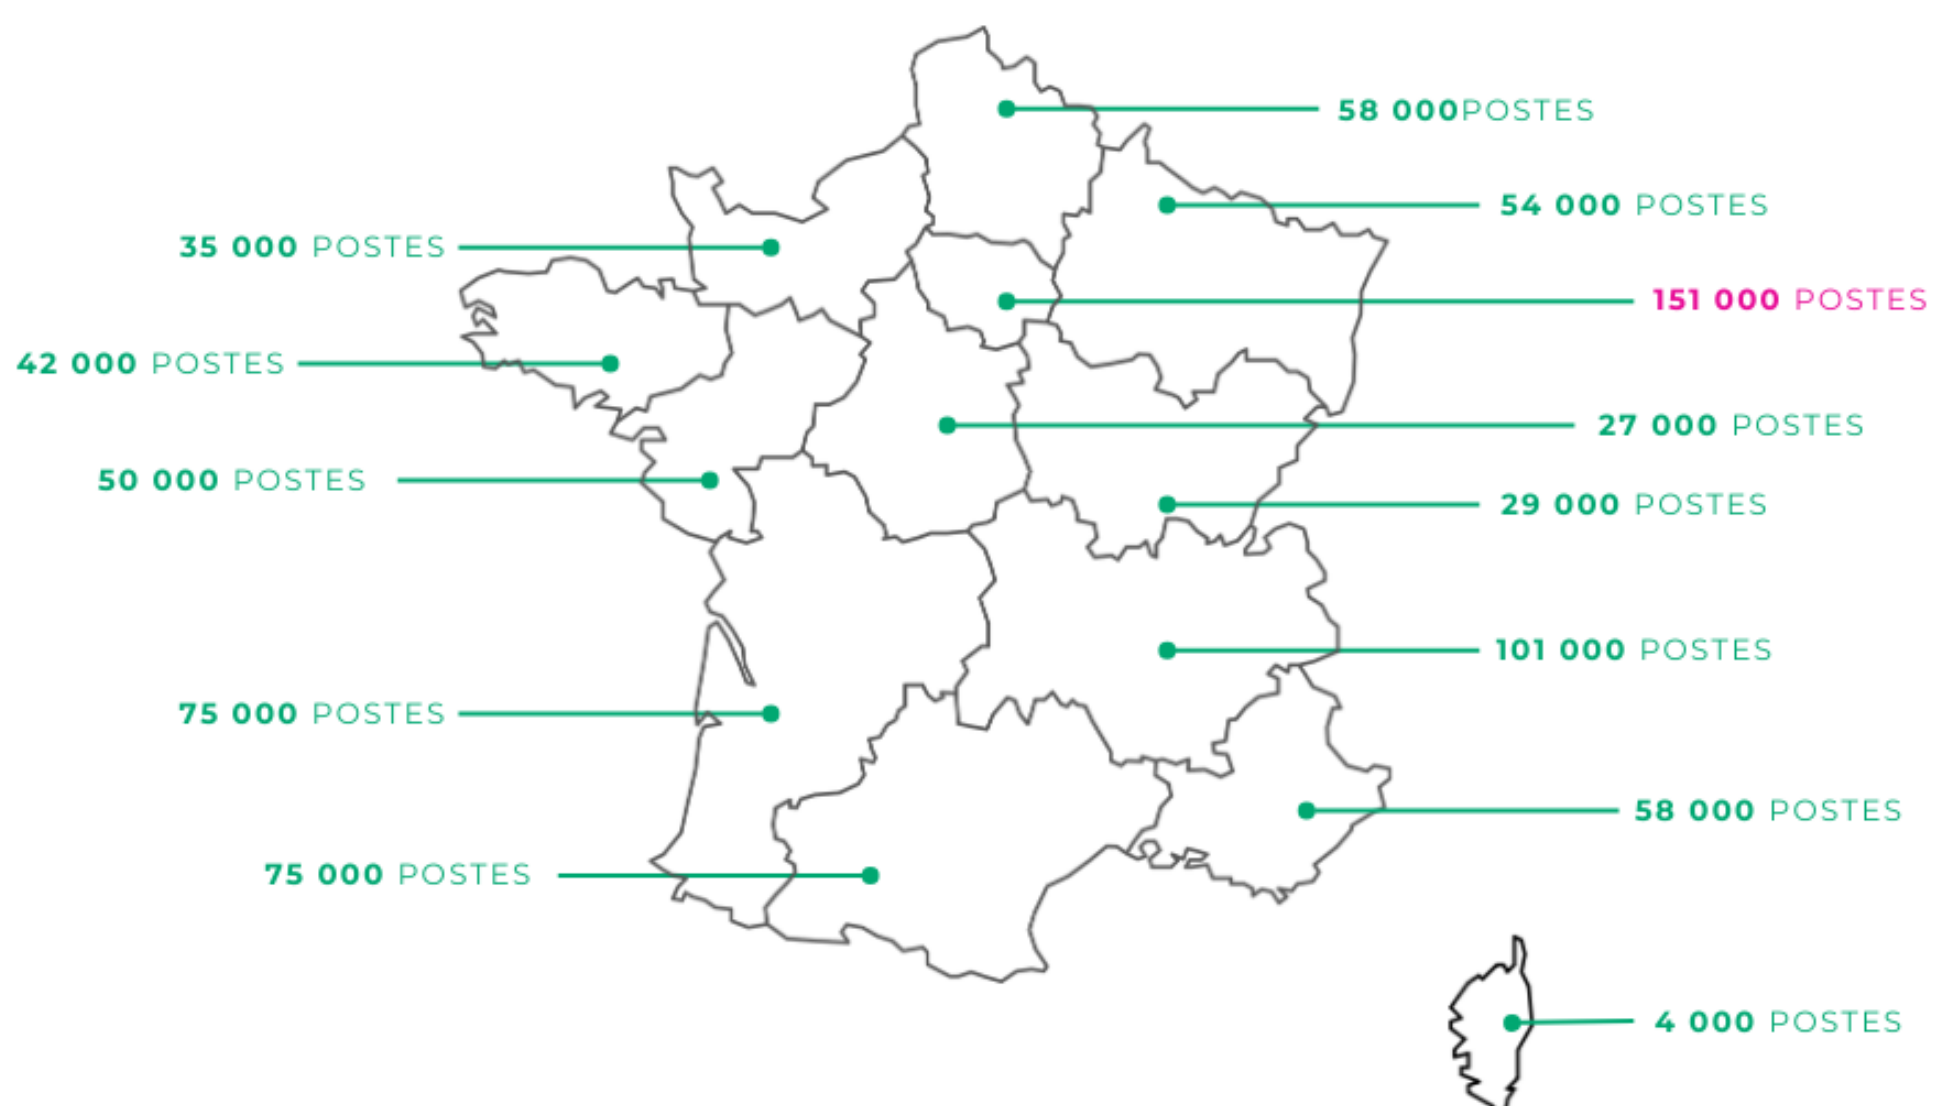 58 000POSTES
54 000 POSTES
35 000 POSTES
151 000 POSTES
42 000 POSTES
27 000 POSTES
50 000 POSTES
29 000 POSTES
101 000 POSTES
75 000 POSTES
58 000 POSTES
75 000 POSTES
4 000 POSTES